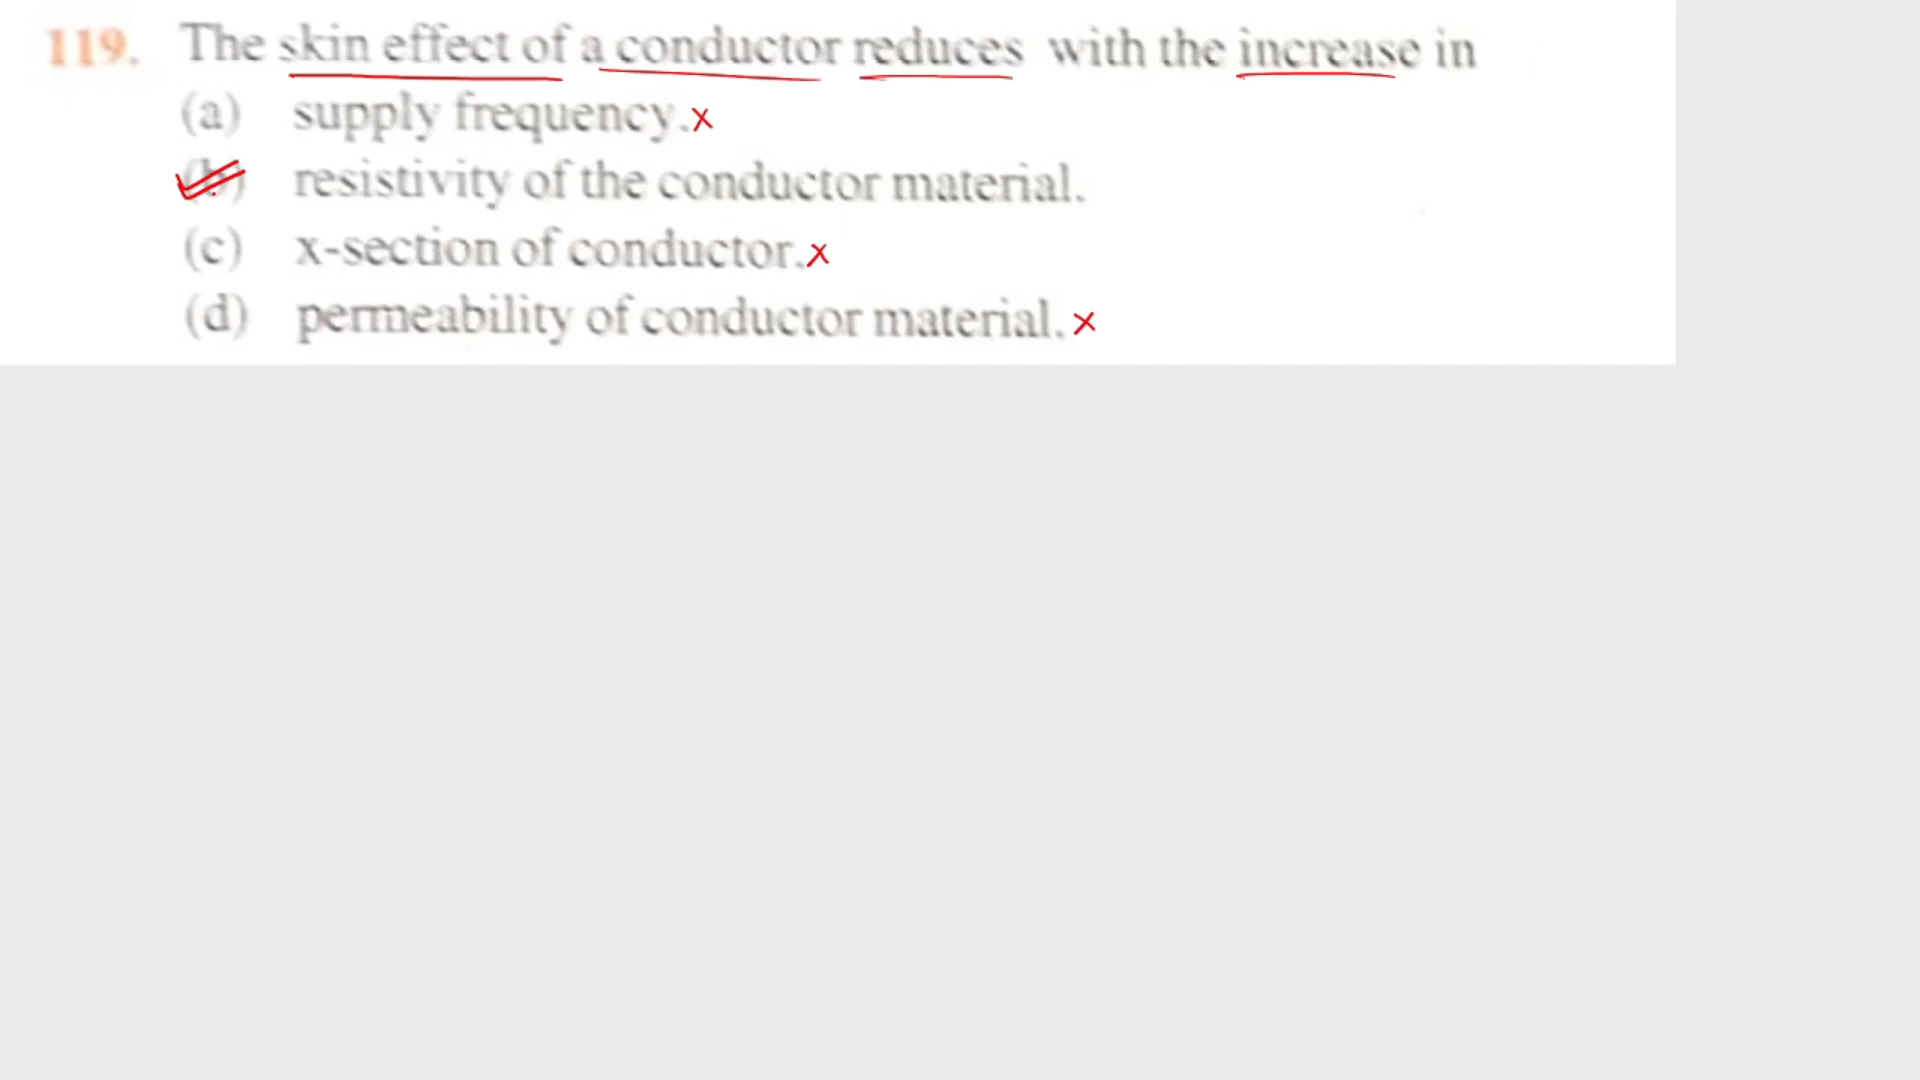 119. The skin effect of a conductor reduces with the increase in
(a) supply frequency.x
(b) resistivity of the conductor material.
(c) x-section of conductor.x
(d) permeability of conductor material.x